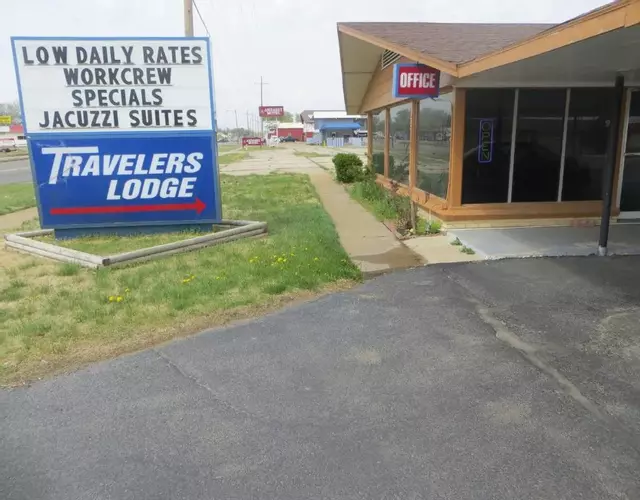 LOW DAILY RATES
WORKCREW
SPECIALS
JACUZZI SUITES
TRAVELERS
LODGE
OFFICE
OPEN